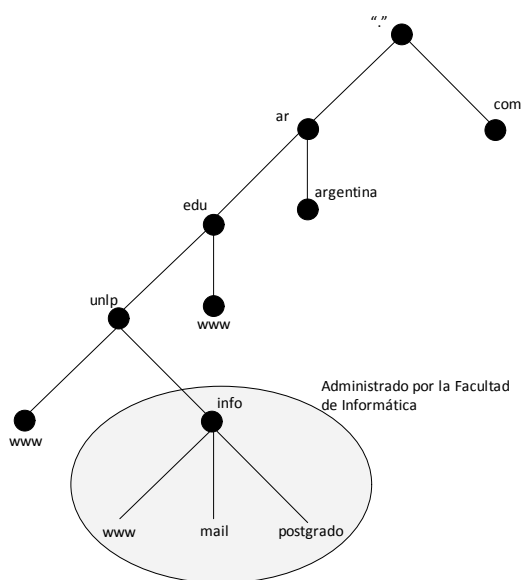 “.”
com
ar
argentina
edu
unlp
www
Administrado por la Facultad
de Informática
info
www
www
mail
postgrado